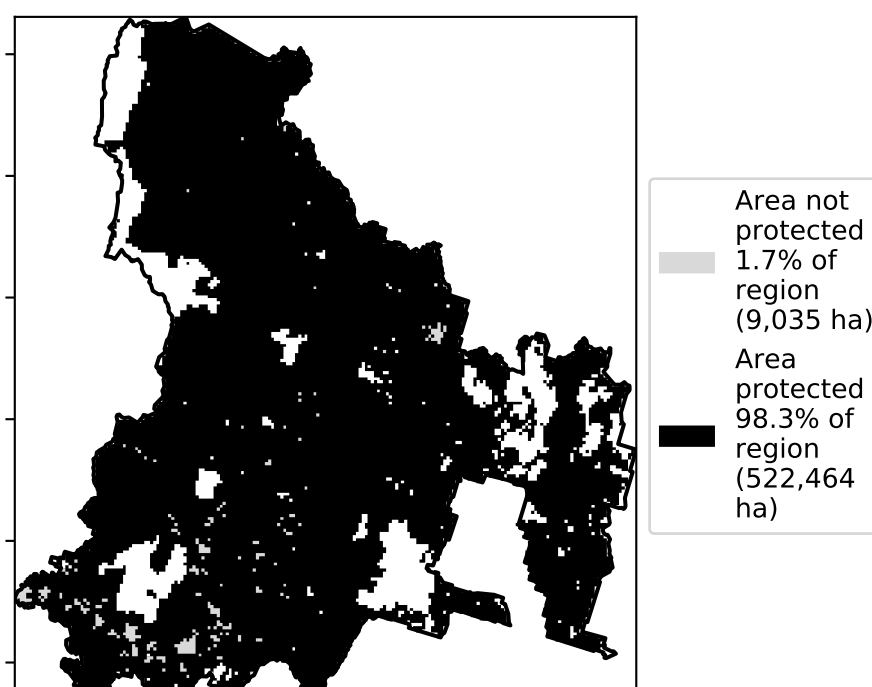 Area not
protected
1.7% of
region
(9,035 ha)
Area
protected
98.3% of
region
(522,464
ha)